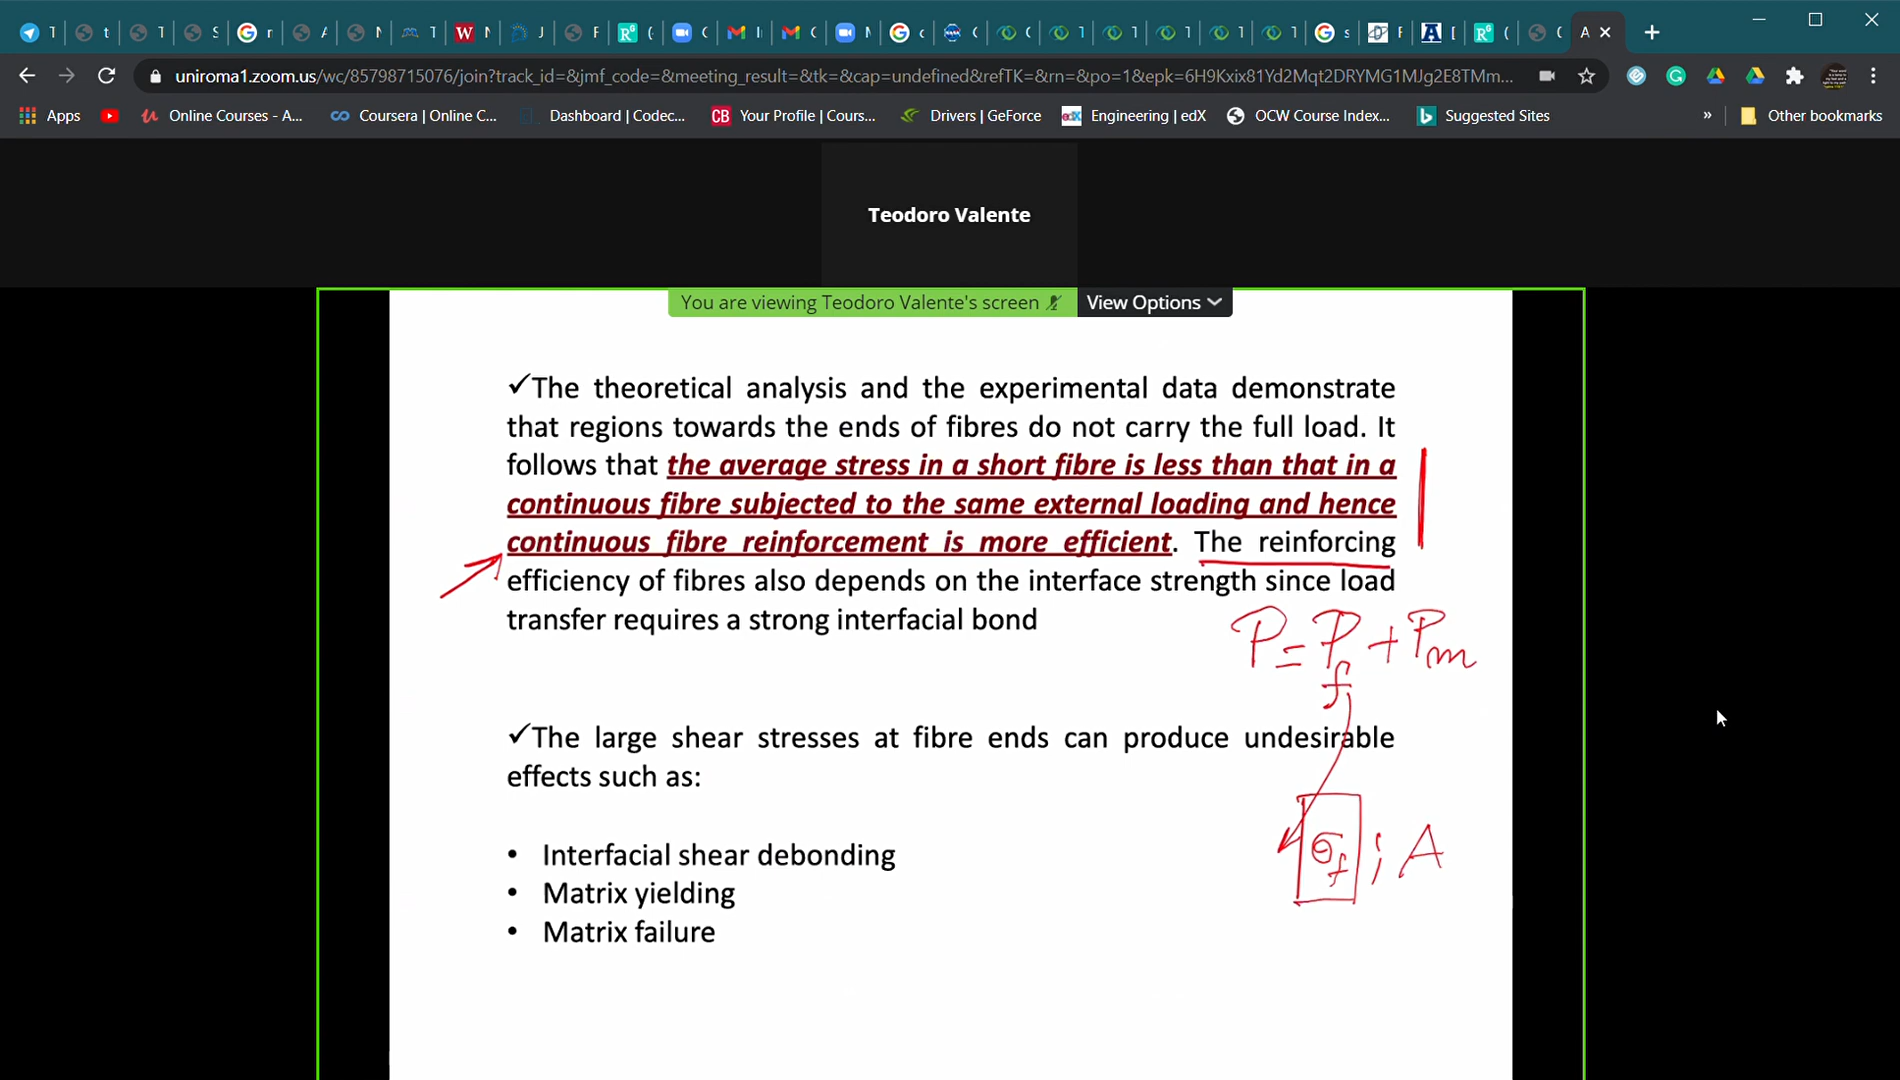 T t T S r A N T W N J F ( C I C M C c C C T T T T T s F [ ( C A
uniroma1.zoom.us/wc/85798715076/join?track_id=&jmf_code=&meeting_result=&tk=&cap=undefined&refTK=&rn=&po=1&epk=6H9Kxix81Yd2Mqt2DRYMG1MJg2E8TMm...
Apps Online Courses - A... Coursera | Online C... Dashboard | Codec... CB Your Profile | Cours... Drivers | GeForce edX Engineering | edX OCW Course Index... Suggested Sites » Other bookmarks
Teodoro Valente
You are viewing Teodoro Valente's screen View Options
✓The theoretical analysis and the experimental data demonstrate
that regions towards the ends of fibres do not carry the full load. It
follows that the average stress in a short fibre is less than that in a
continuous fibre subjected to the same external loading and hence
continuous fibre reinforcement is more efficient. The reinforcing
efficiency of fibres also depends on the interface strength since load
transfer requires a strong interfacial bond
P = Pf + Pm
✓The large shear stresses at fibre ends can produce undesirable
effects such as:
• Interfacial shear debonding
σf ; A
• Matrix yielding
• Matrix failure